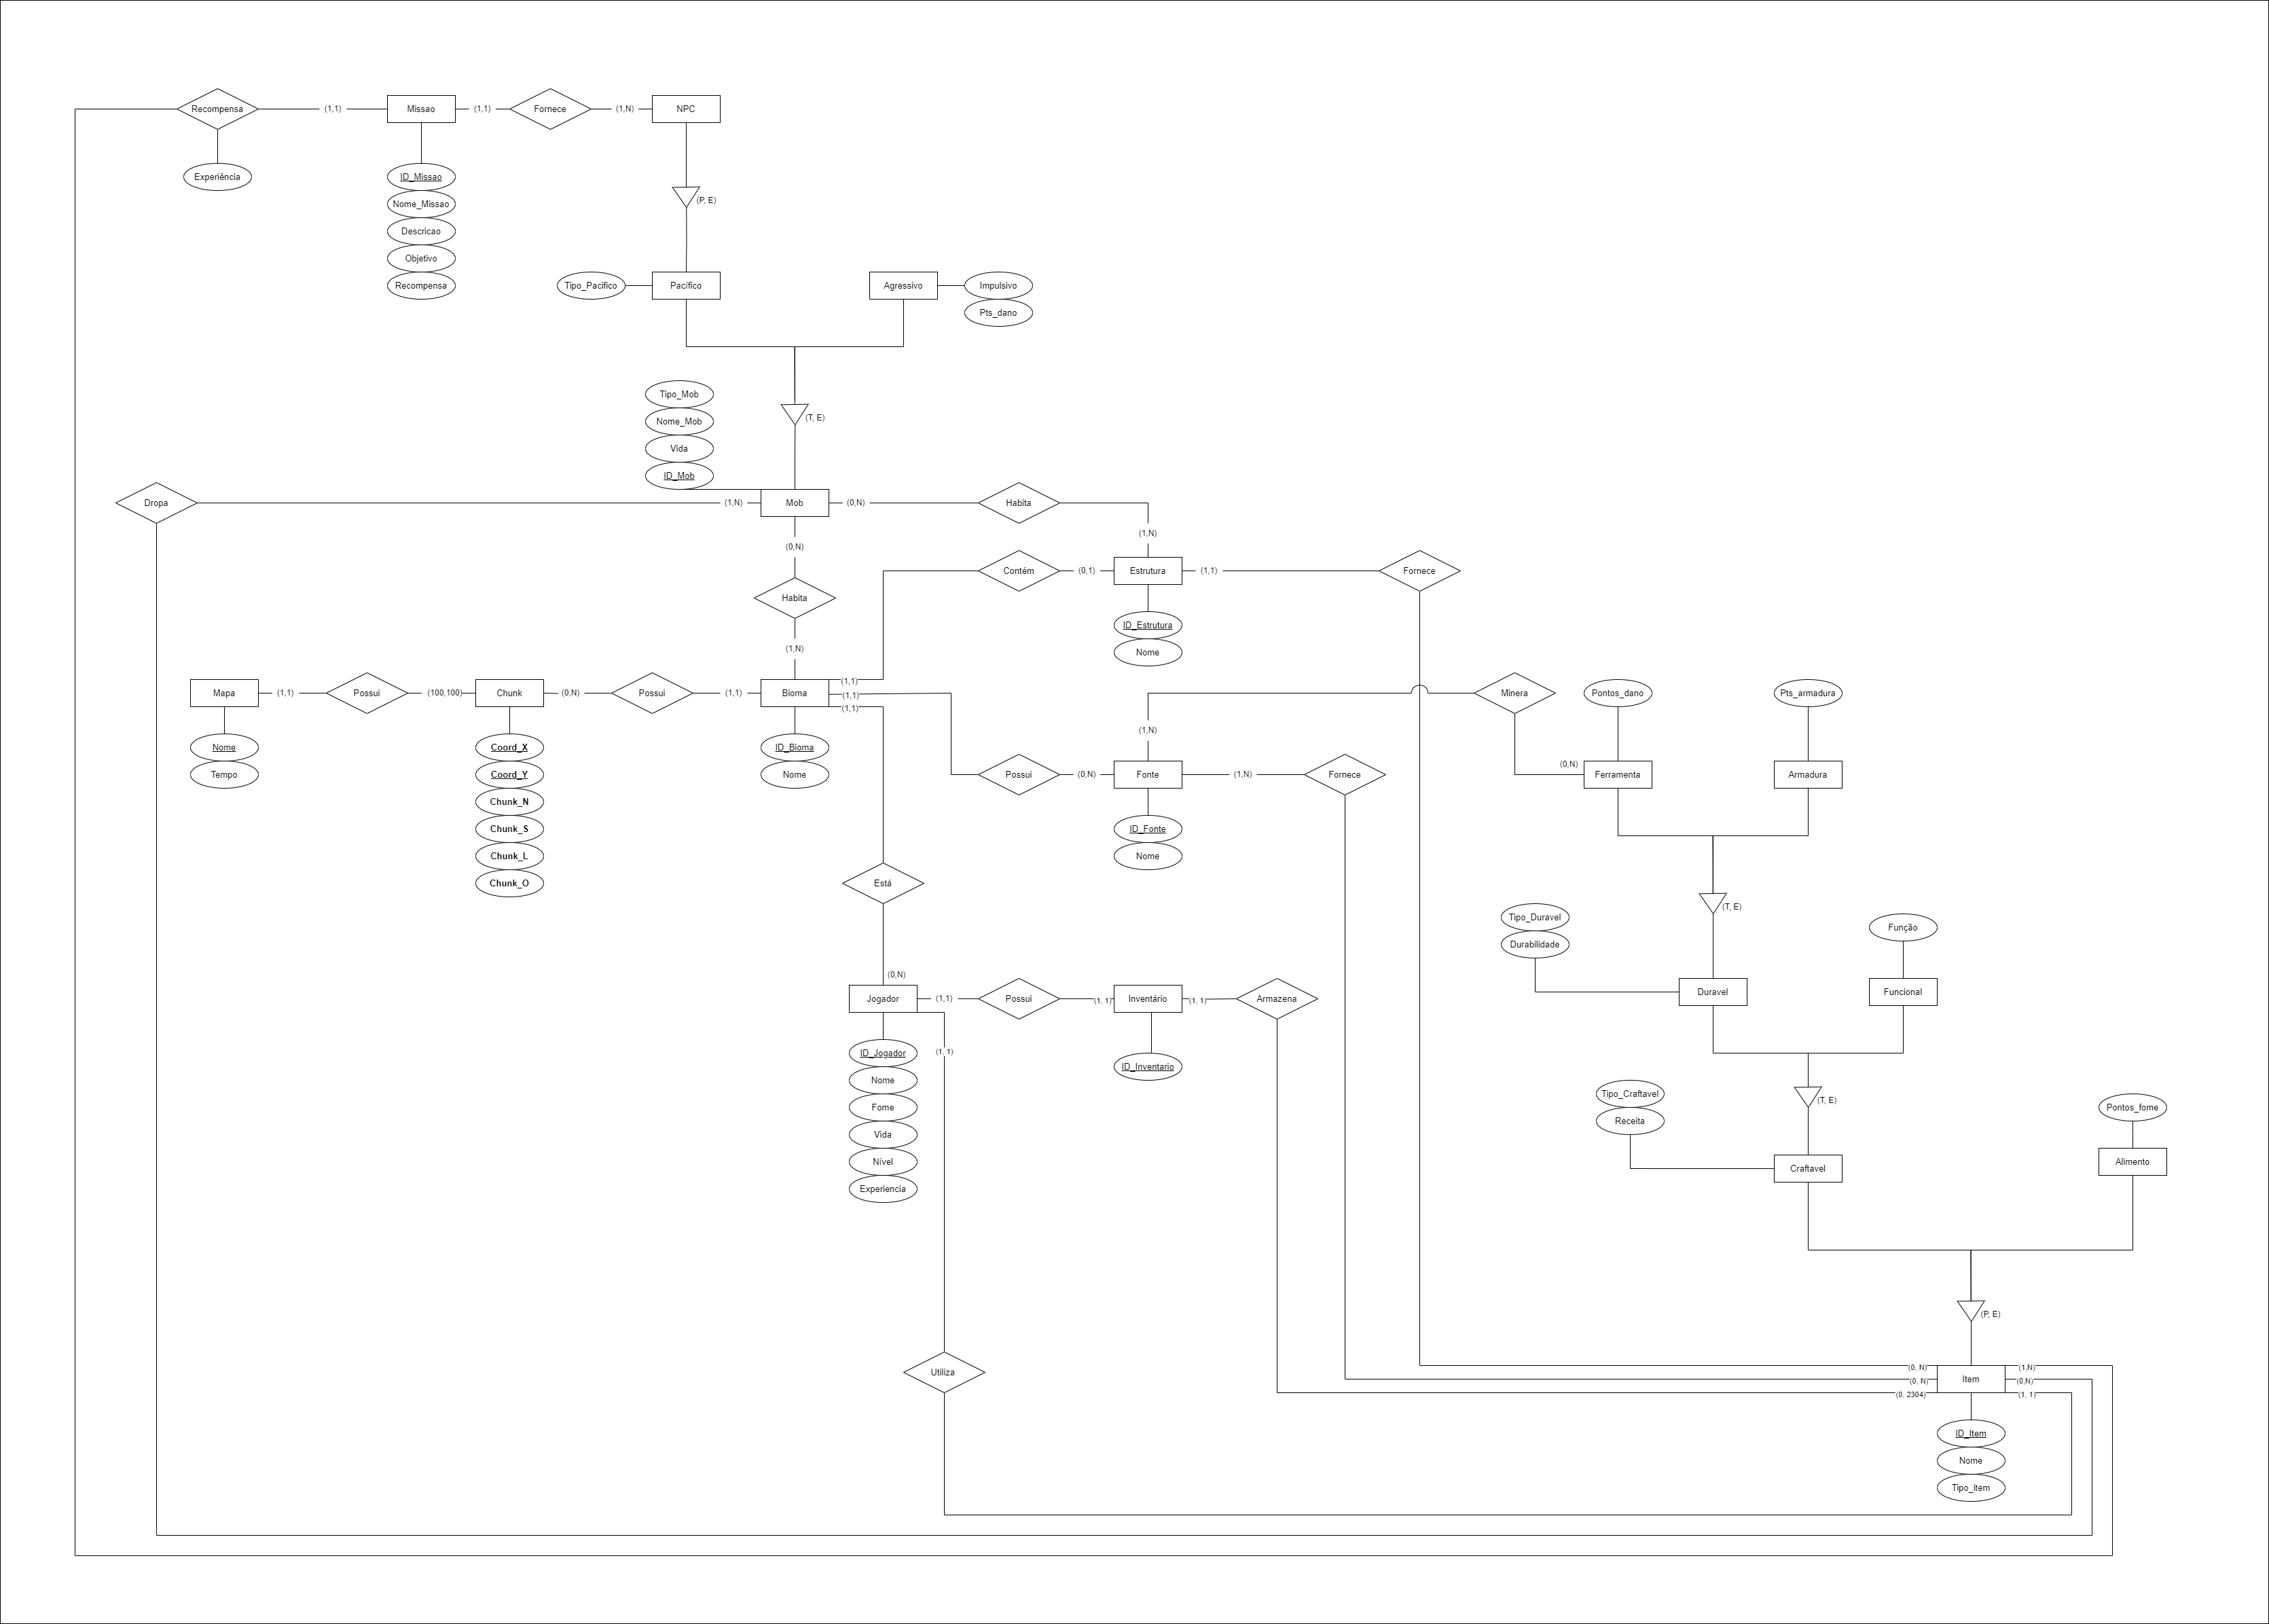 Recompensa
(1,1)
Missao
(1,1)
Fornece
(1,N)
NPC
Experiência
ID_Missao
Nome_Missao
Descricao
Objetivo
Recompensa
(P, E)
Tipo_Pacifico
Pacífico
Agressivo
Impulsivo
Pts_dano
Tipo_Mob
Nome_Mob
Vida
ID_Mob
(T, E)
Dropa
(1,N)
Mob
(0,N)
Habita
(1,N)
(0,N)
Habita
(1,N)
Contém
(0,1)
Estrutura
(1,1)
Fornece
ID_Estrutura
Nome
Mapa
(1,1)
Possui
(100,100)
Chunk
(0,N)
Possui
(1,1)
Bioma
(1,1)
(1,1)
(1,1)
Nome
Tempo
Coord_X
Coord_Y
Chunk_N
Chunk_S
Chunk_L
Chunk_O
ID_Bioma
Nome
Minera
(1,N)
(0,N)
Pontos_dano
Pts_armadura
Possui
(0,N)
Fonte
(1,N)
Fornece
Ferramenta
Armadura
ID_Fonte
Nome
Está
(0,N)
(T, E)
Tipo_Duravel
Durabilidade
Função
Duravel
Funcional
Jogador
(1,1)
Possui
(1, 1)
Inventário
(1, 1)
Armazena
(1, 1)
ID_Inventario
ID_Jogador
Nome
Fome
Vida
Nível
Experiencia
(T, E)
Tipo_Craftavel
Receita
Craftavel
Pontos_fome
Alimento
(P, E)
Utiliza
(0, N)
(0, N)
(0, 2304)
Item
(1,N)
(0,N)
(1, 1)
ID_Item
Nome
Tipo_item